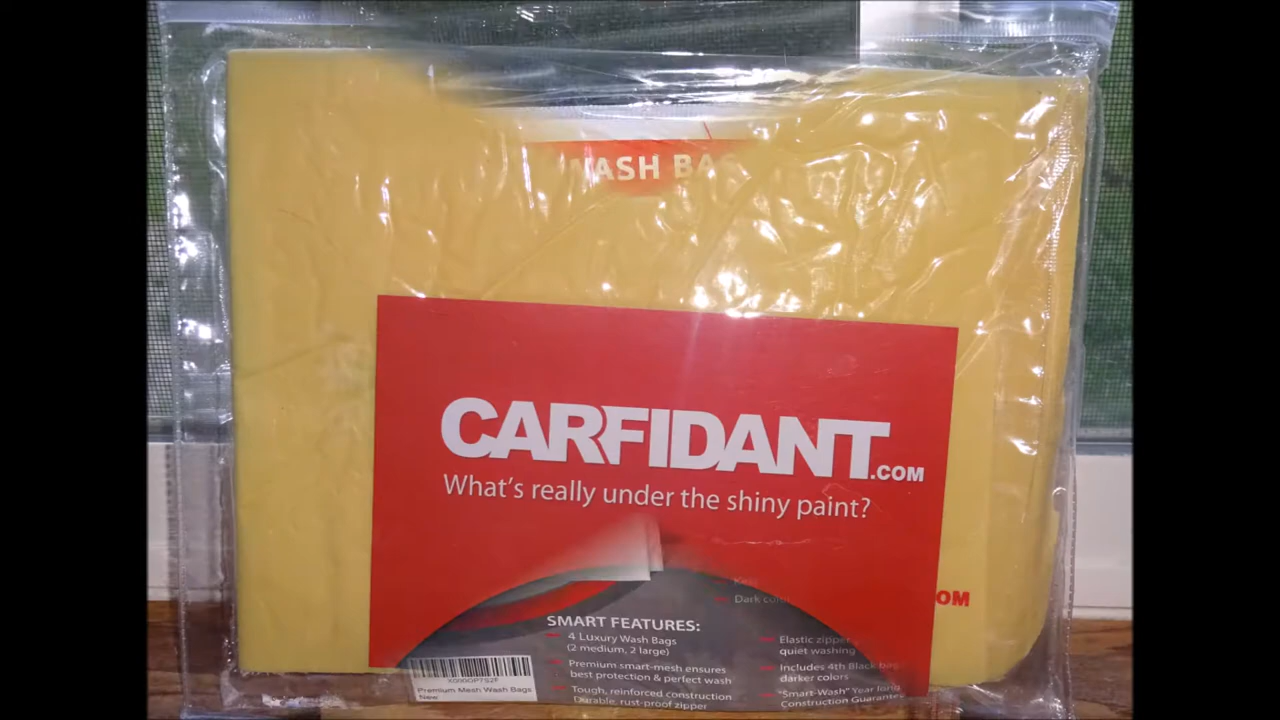 WASH BAG
CARFIDANT.COM
What's really under the shiny paint?
OM
Dark
SMART FEATURES:
4 Luxury Wash Bags
(2 medium, 2 large)
Premium smart-mesh ensures
best protection & perfect wash
Tough, reinforced construction
Durable, rust-proof zipper
Elastic zipper
quiet washing
Includes 4th Black bag
darker colors
"Smart-Wash" Year long
Construction Guarantee
X000OP7S2F
Premium Mesh Wash Bags
New